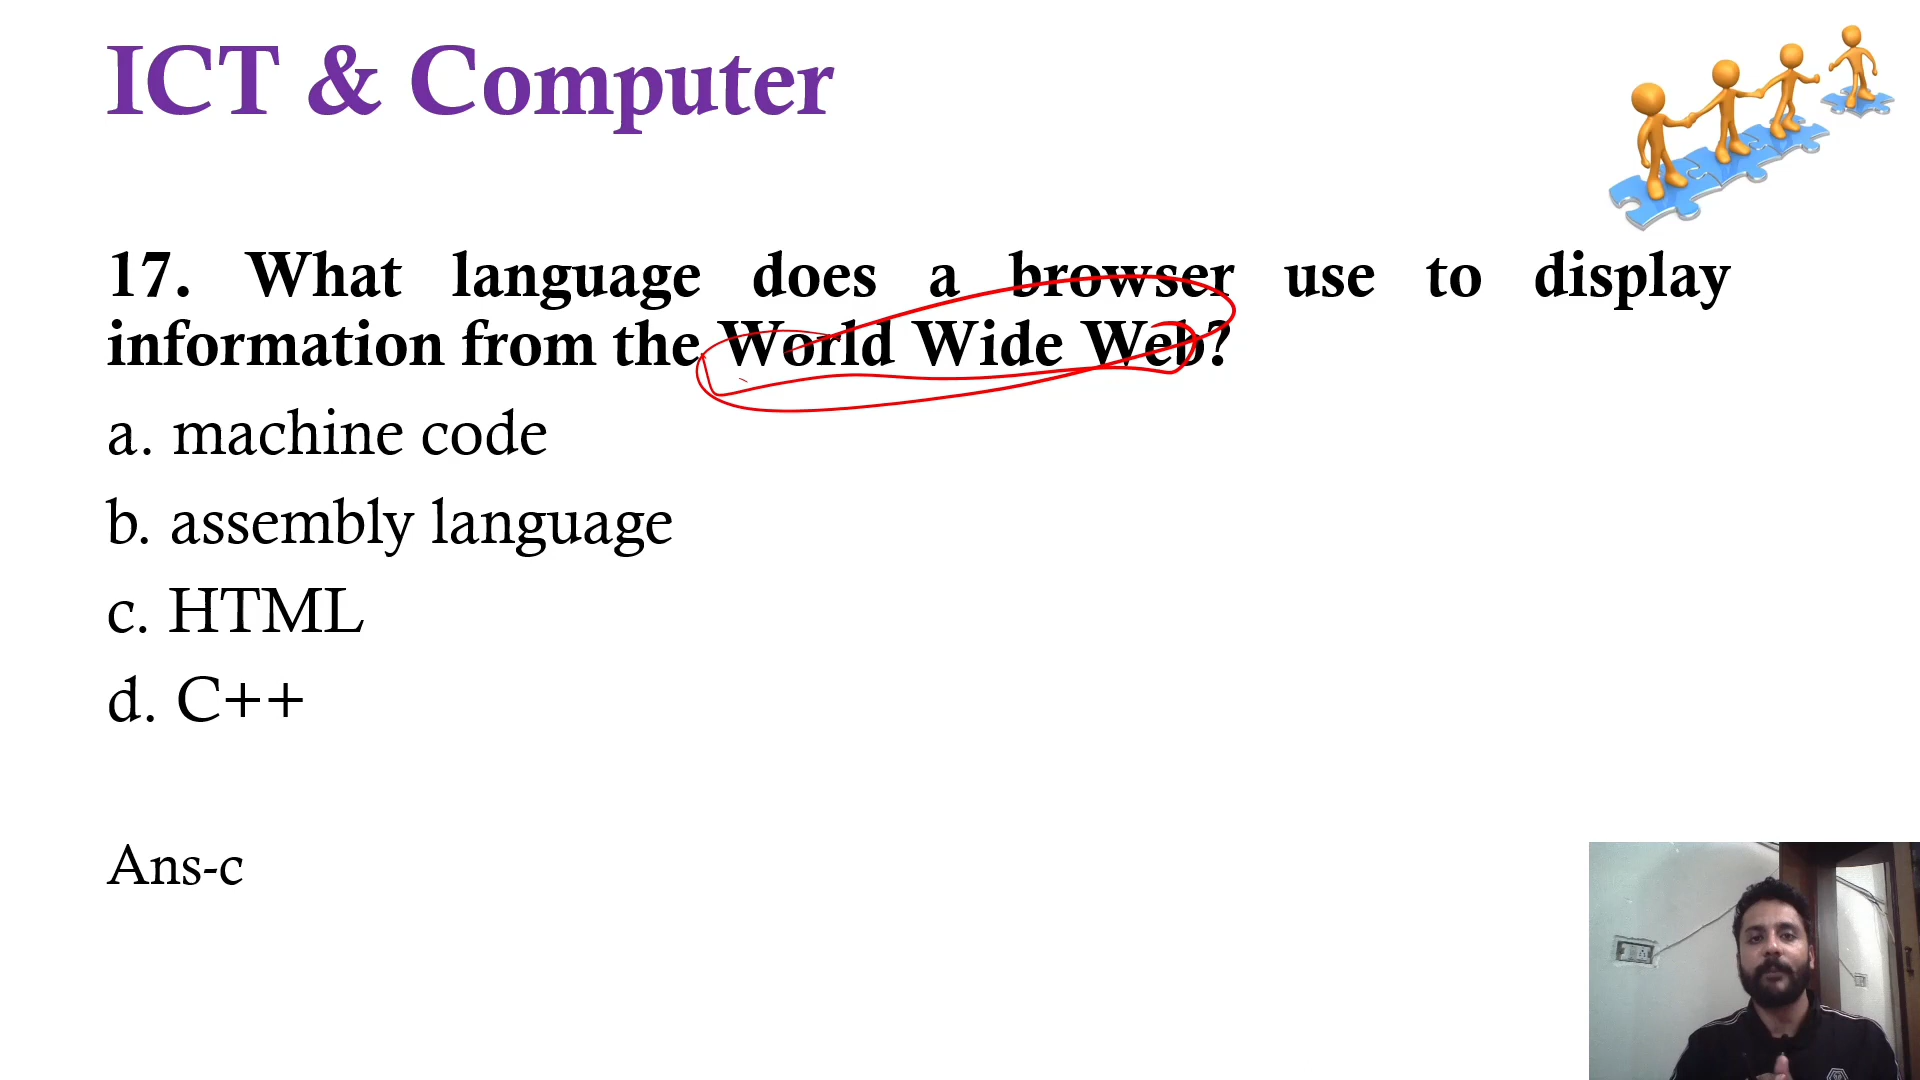 ICT & Computer
17. What language does a browser use to display
information from the World Wide Web?
a. machine code
b. assembly language
c. HTML
d. C++
Ans-c